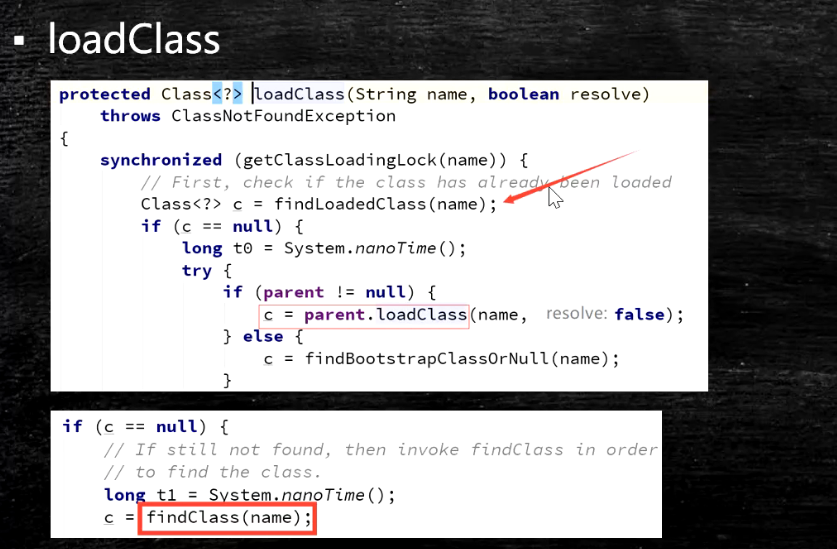 ▪ loadClass
protected Class<?> loadClass(String name, boolean resolve)
throws ClassNotFoundException
{
synchronized (getClassLoadingLock(name)) {
// First, check if the class has already been loaded
Class<?> c = findLoadedClass(name);
if (c == null) {
long t0 = System.nanoTime();
try {
if (parent != null) {
c = parent.loadClass(name, resolve: false);
} else {
c = findBootstrapClassOrNull(name);
}
if (c == null) {
// If still not found, then invoke findClass in order
// to find the class.
long t1 = System.nanoTime();
c = findClass(name);